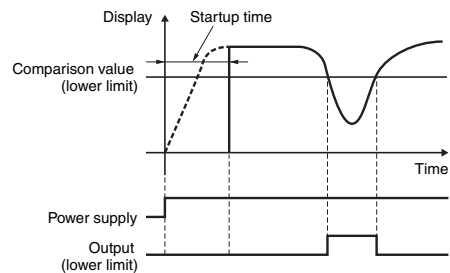 Display
Startup time
Comparison value
(lower limit)
Time
Power supply
Output
(lower limit)